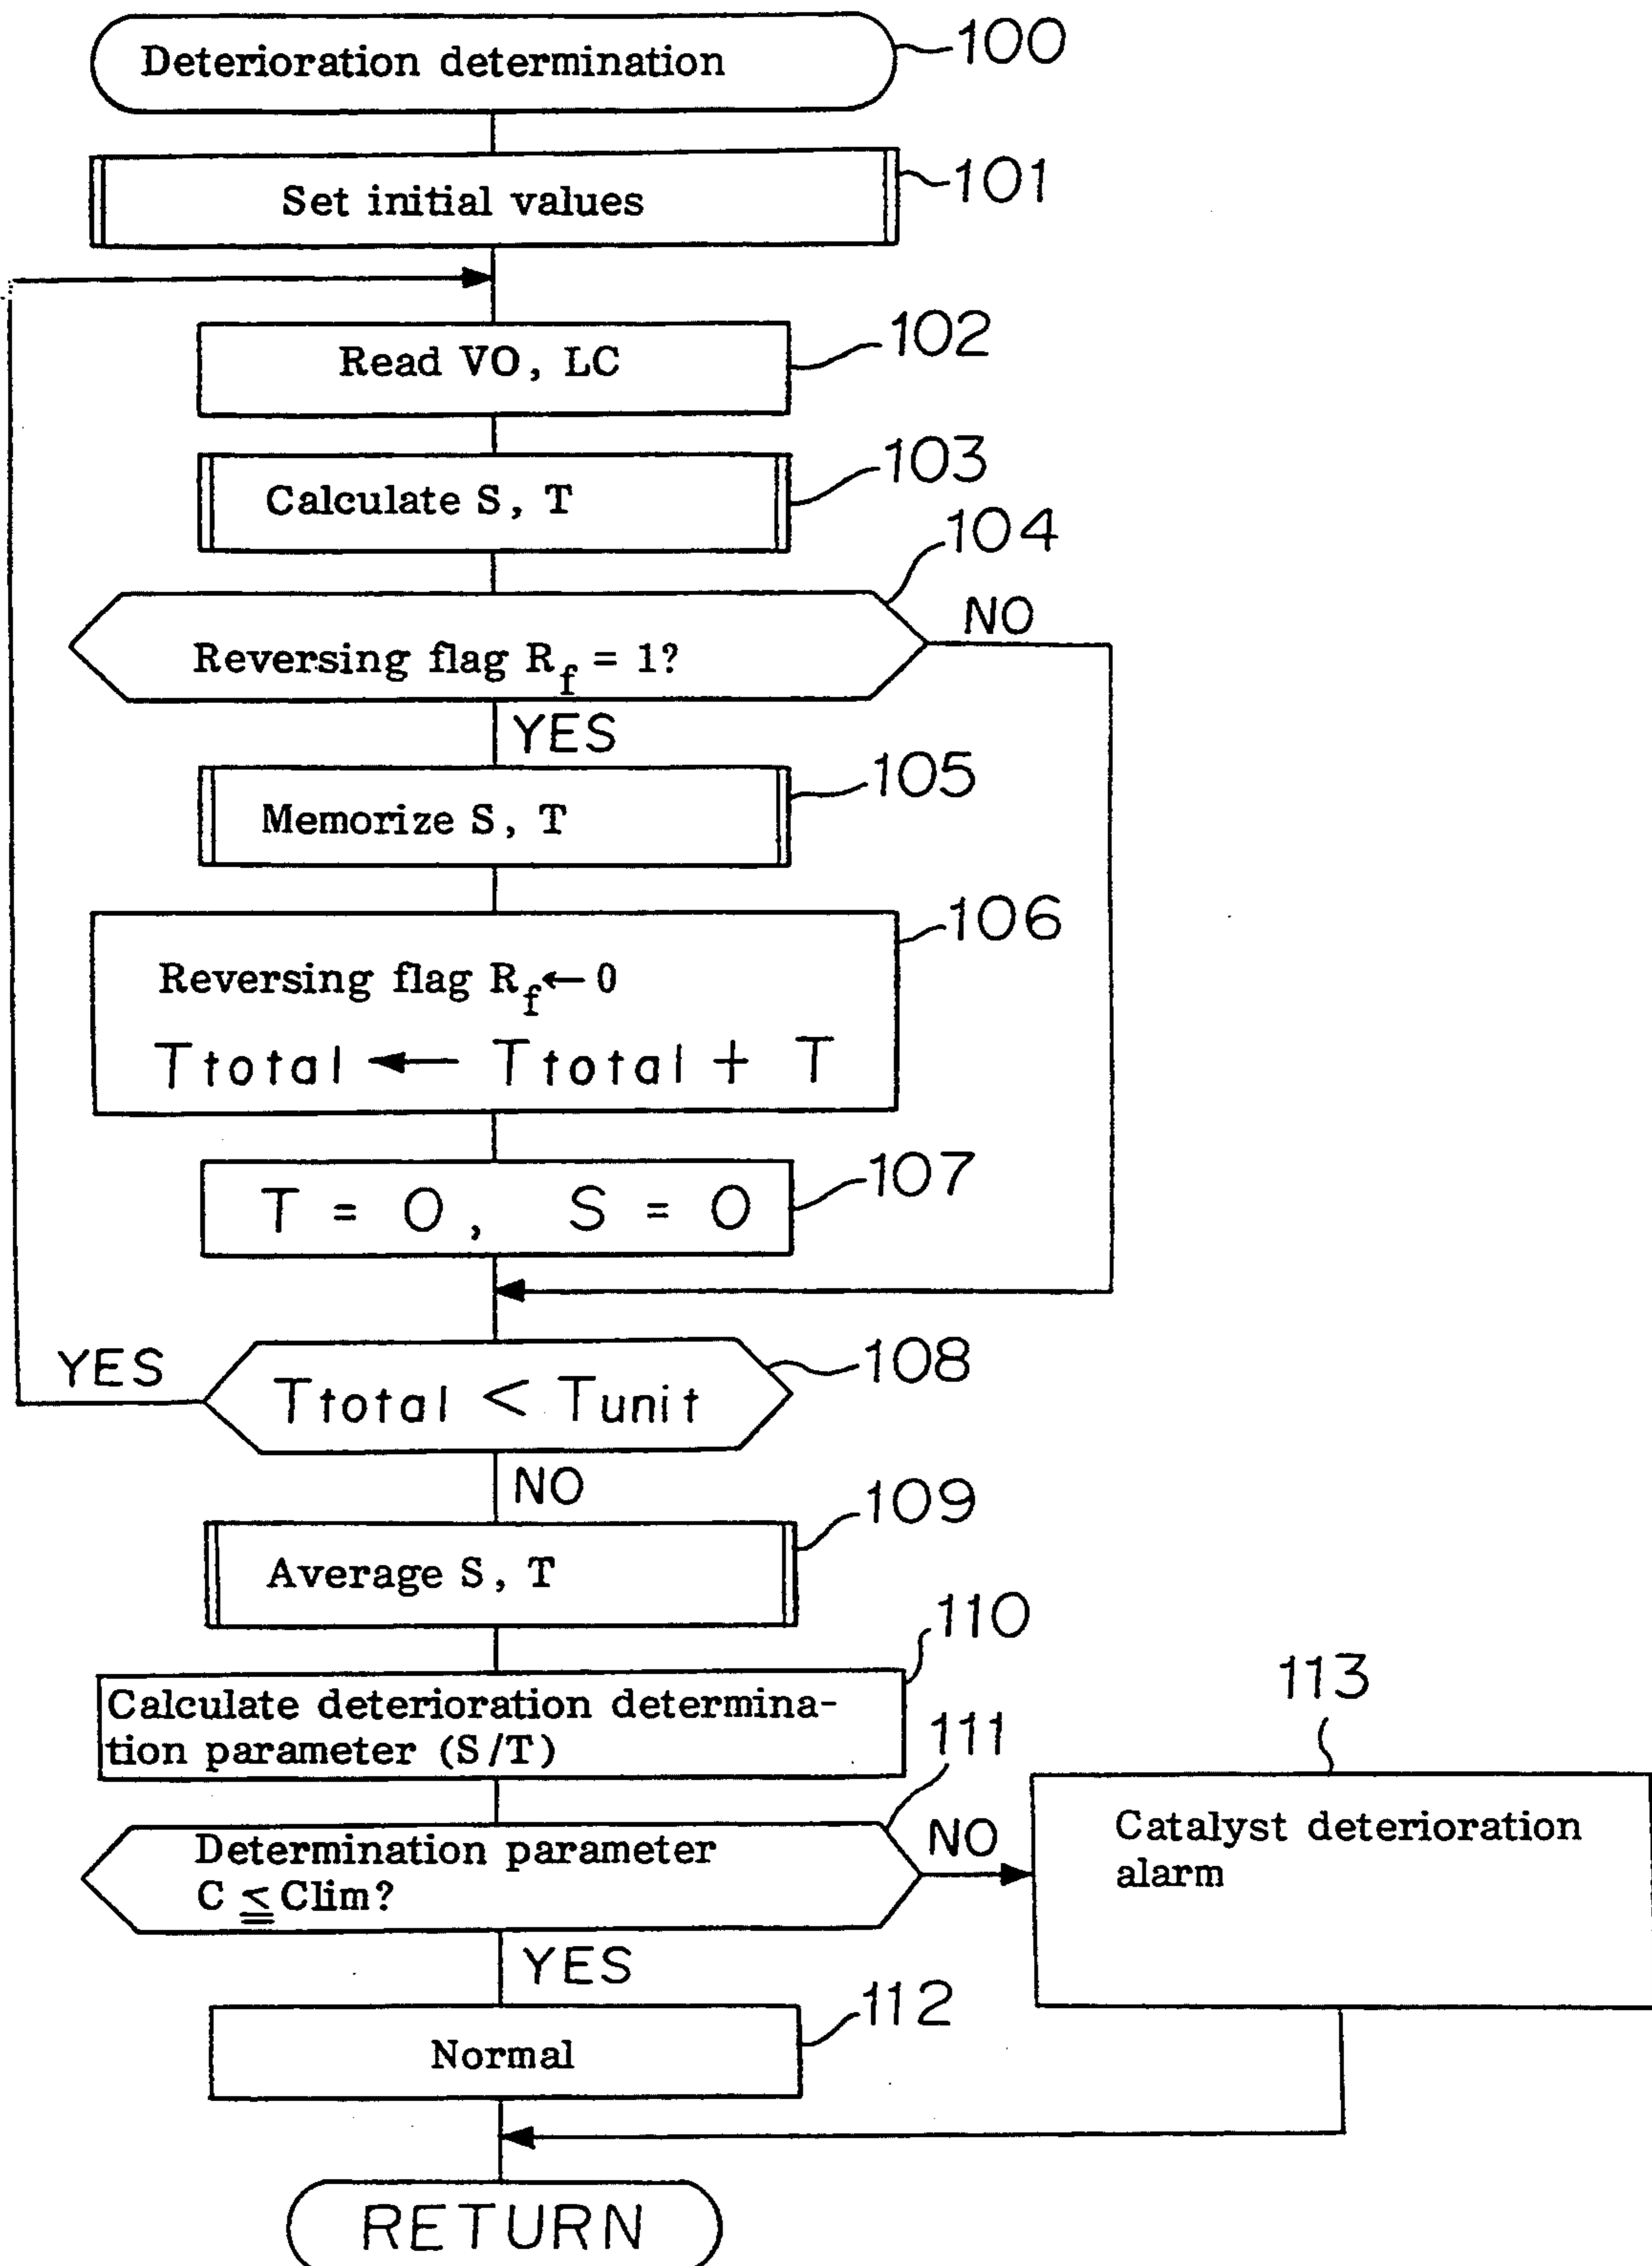 Deterioration determination
100
Set initial values
101
Read VO, LC
102
Calculate S, T
103
104
Reversing flag Rf = 1?
NO
YES
Memorize S, T
105
106
Reversing flag Rf ← 0
Ttotal ← Ttotal + T
T = 0, S = 0
107
YES
Ttotal < Tunit
108
NO
Average S, T
109
110
Calculate deterioration determina-
tion parameter (S/T)
111
Determination parameter
C ≦ Clim?
NO
113
Catalyst deterioration
alarm
YES
Normal
112
RETURN